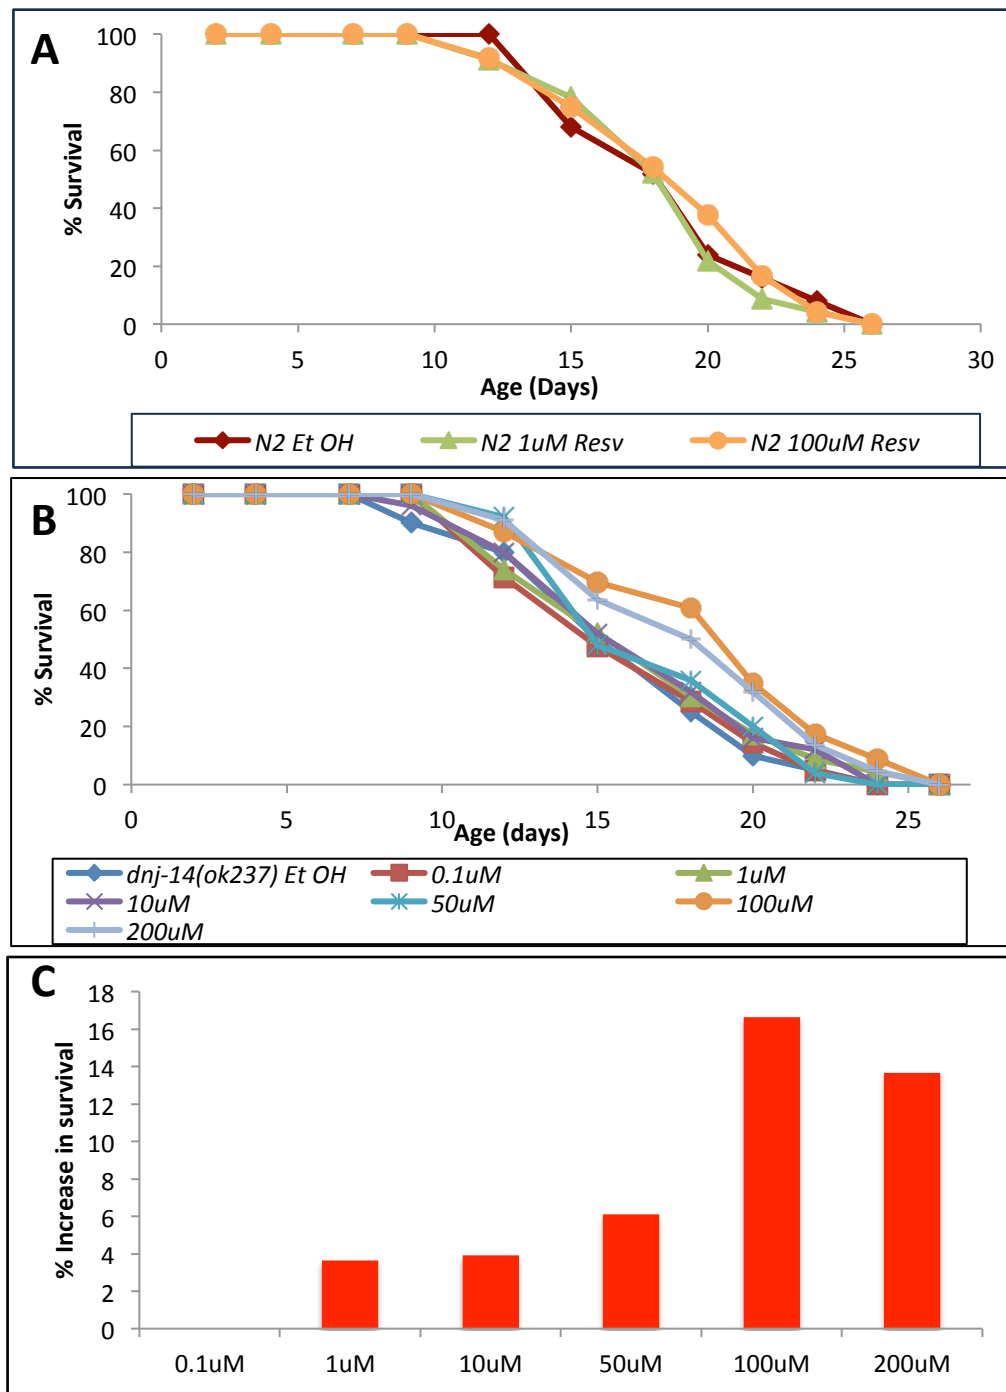 A
% Survival
100
80
60
40
20
0
0 5 10 15 20 25 30
Age (Days)
N2 Et OH N2 1uM Resv N2 100uM Resv
B
% Survival
100
80
60
40
20
0
0 5 10 15 20 25
Age (days)
dnj-14(ok237) Et OH 0.1uM 1uM
10uM 50uM 100uM
200uM
C
% Increase in survival
18
16
14
12
10
8
6
4
2
0
0.1uM 1uM 10uM 50uM 100uM 200uM